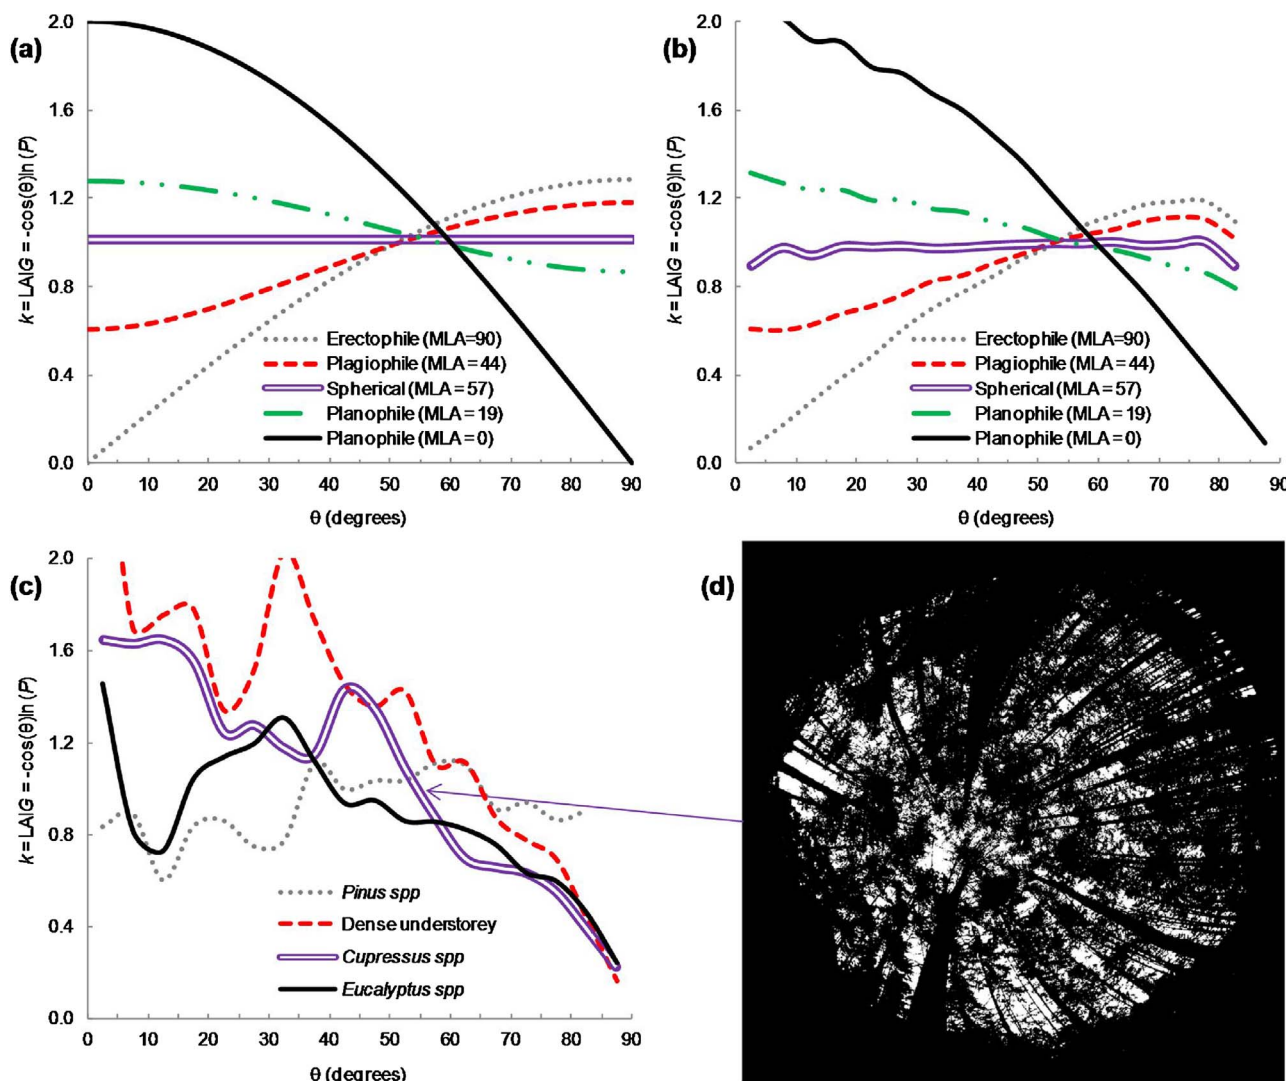 (a)
k = LAIG = -cos(θ)ln (P)
2.0
1.6
1.2
0.8
0.4
0.0
Erectophile (MLA=90)
Plagiophile (MLA = 44)
Spherical (MLA = 57)
Planophile (MLA = 19)
Planophile (MLA = 0)
0 10 20 30 40 50 60 70 80 90
θ (degrees)
(b)
k = LAIG = -cos(θ)ln (P)
2.0
1.6
1.2
0.8
0.4
0.0
Erectophile (MLA=90)
Plagiophile (MLA = 44)
Spherical (MLA = 57)
Planophile (MLA = 19)
Planophile (MLA = 0)
0 10 20 30 40 50 60 70 80 90
θ (degrees)
(c)
k = LAIG = -cos(θ)ln (P)
2.0
1.6
1.2
0.8
0.4
0.0
Pinus spp
Dense understorey
Cupressus spp
Eucalyptus spp
0 10 20 30 40 50 60 70 80 90
θ (degrees)
(d)